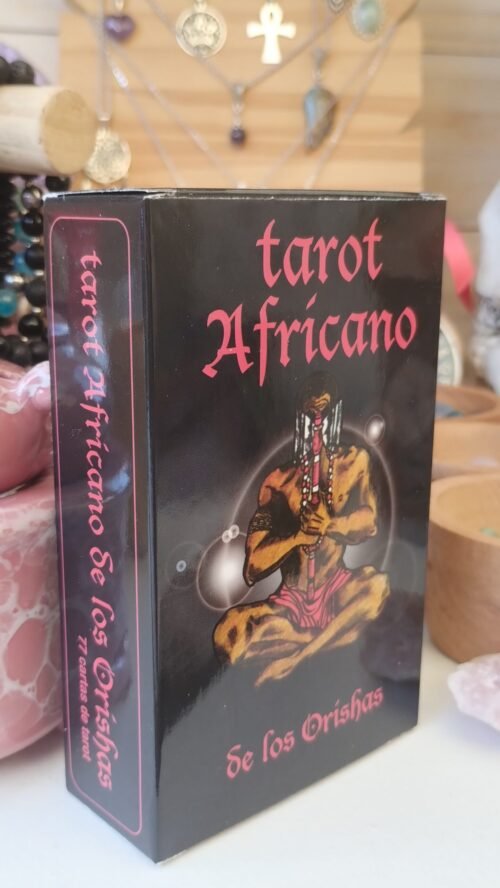 tarot
Africano
de los Orishas
tarot Africano de los Orishas
77 cartas de tarot